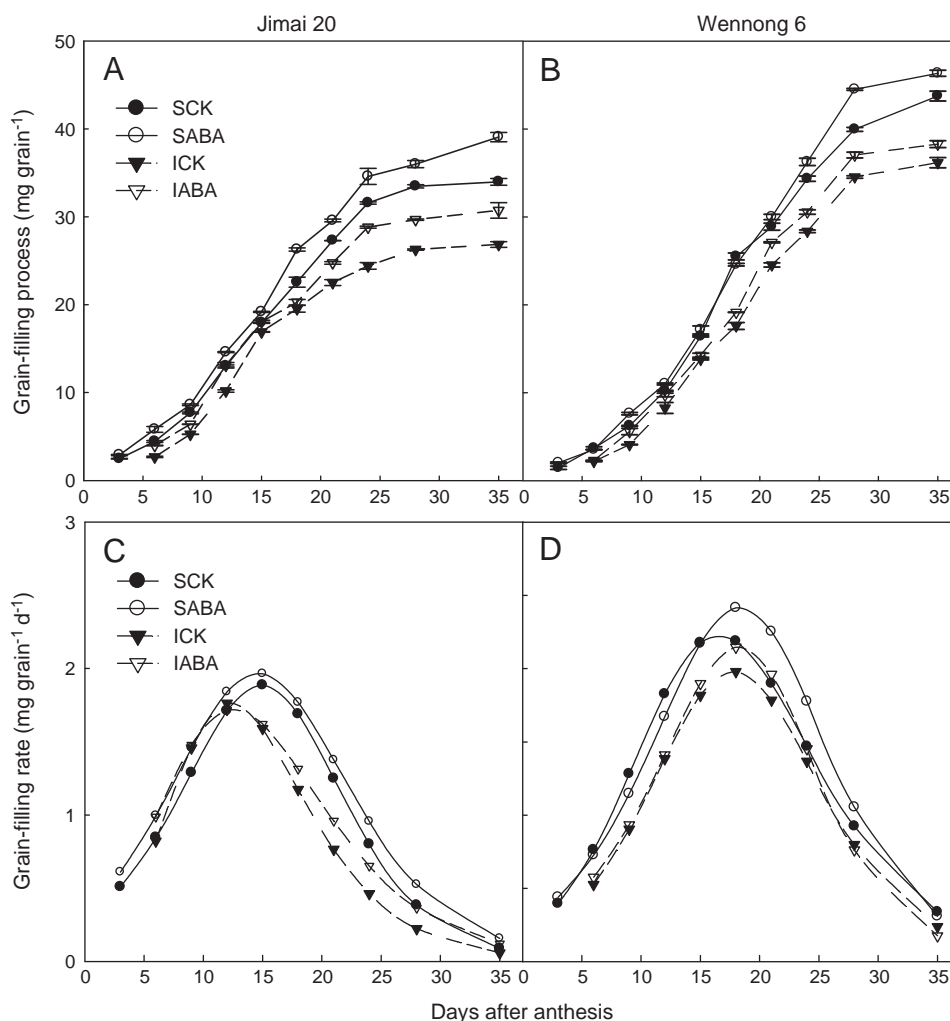 Jimai 20
Wennong 6
Grain-filling process (mg grain⁻¹)
50
40
30
20
10
0
A
SCK
SABA
ICK
IABA
0 5 10 15 20 25 30 35
B
0 5 10 15 20 25 30 35
Grain-filling rate (mg grain⁻¹ d⁻¹)
3
2
1
0
C
SCK
SABA
ICK
IABA
0 5 10 15 20 25 30 35
D
0 5 10 15 20 25 30 35
Days after anthesis